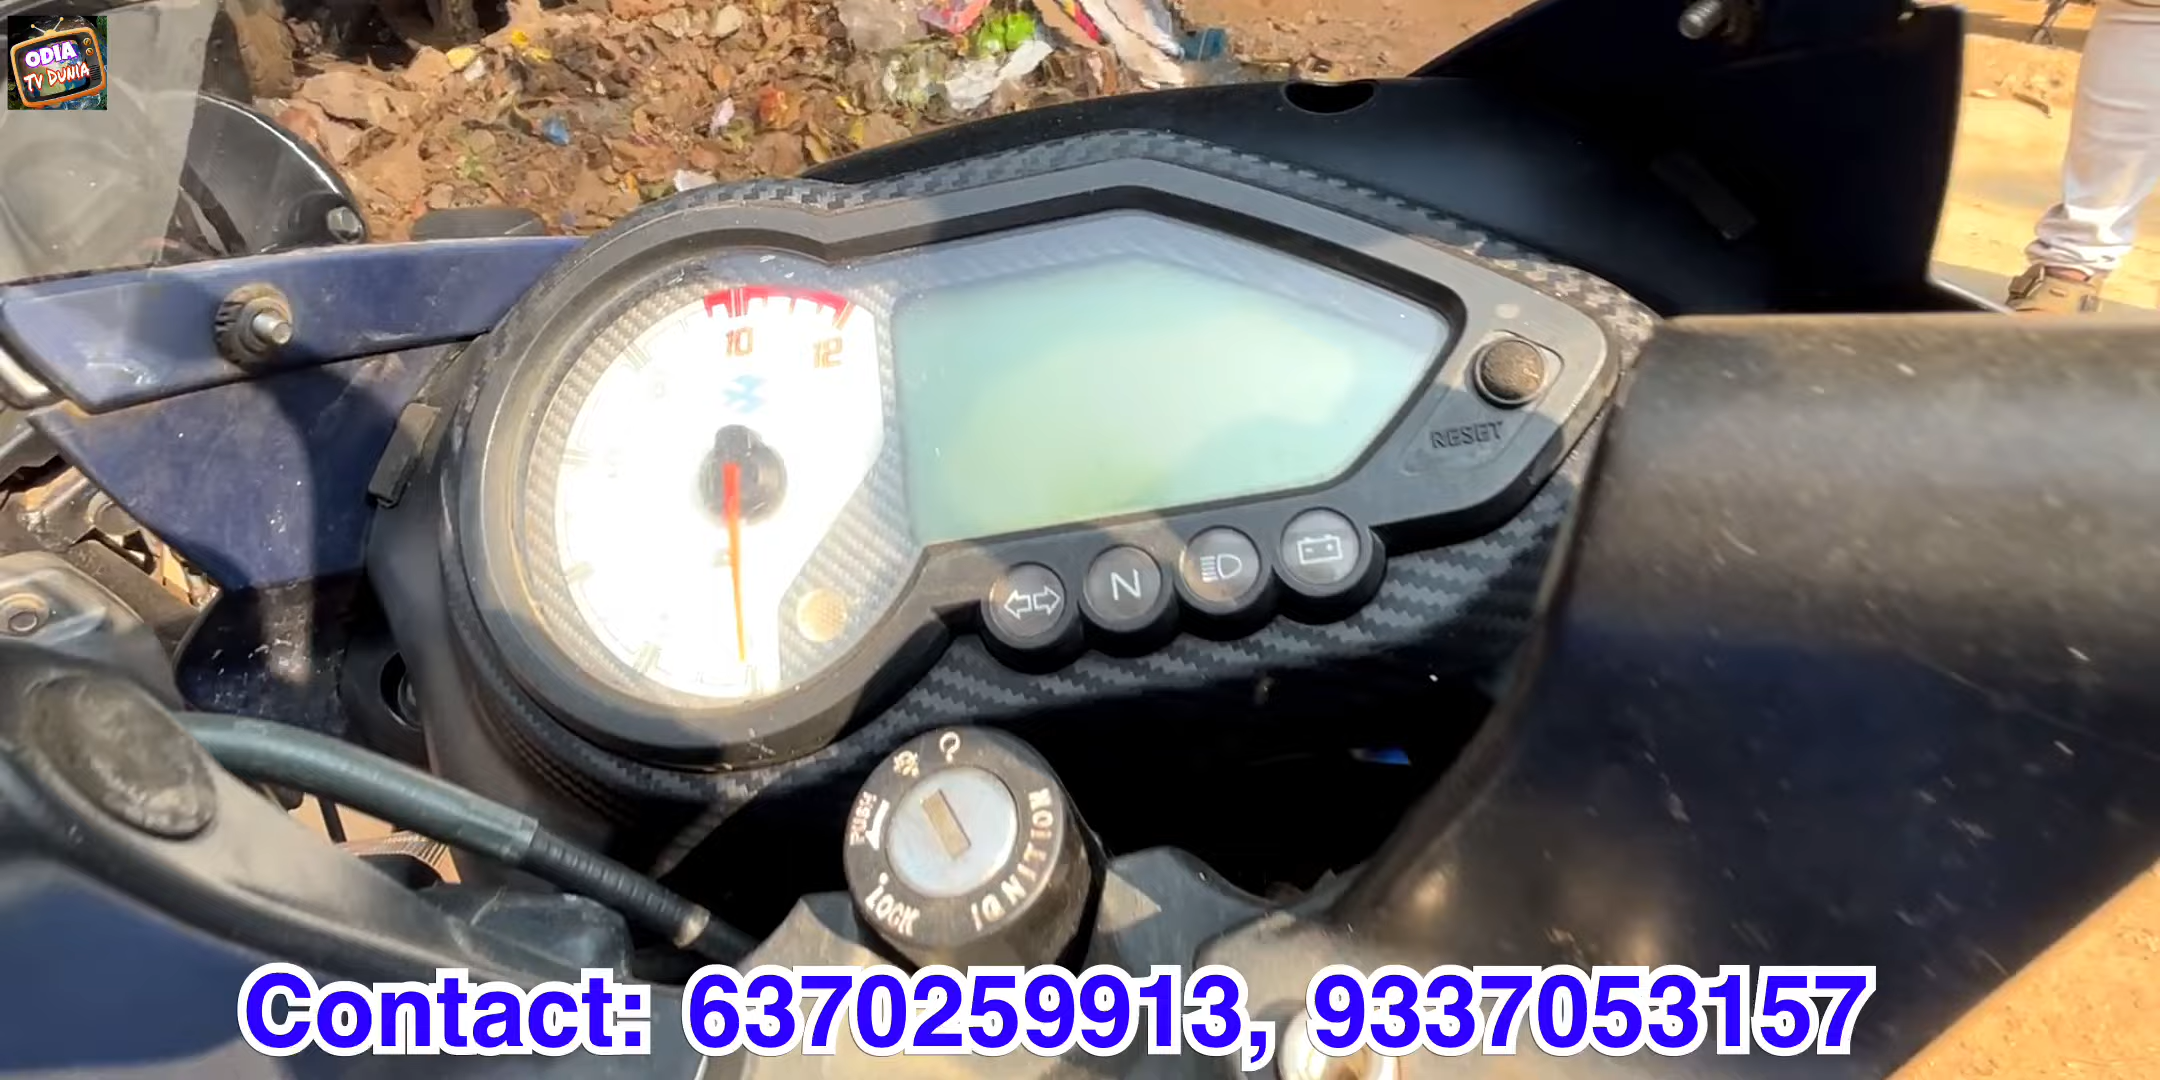 ODIA
TV DUNIA
10
12
RESET
N
PUSH
LOCK
IGNITION
Contact: 6370259913, 9337053157